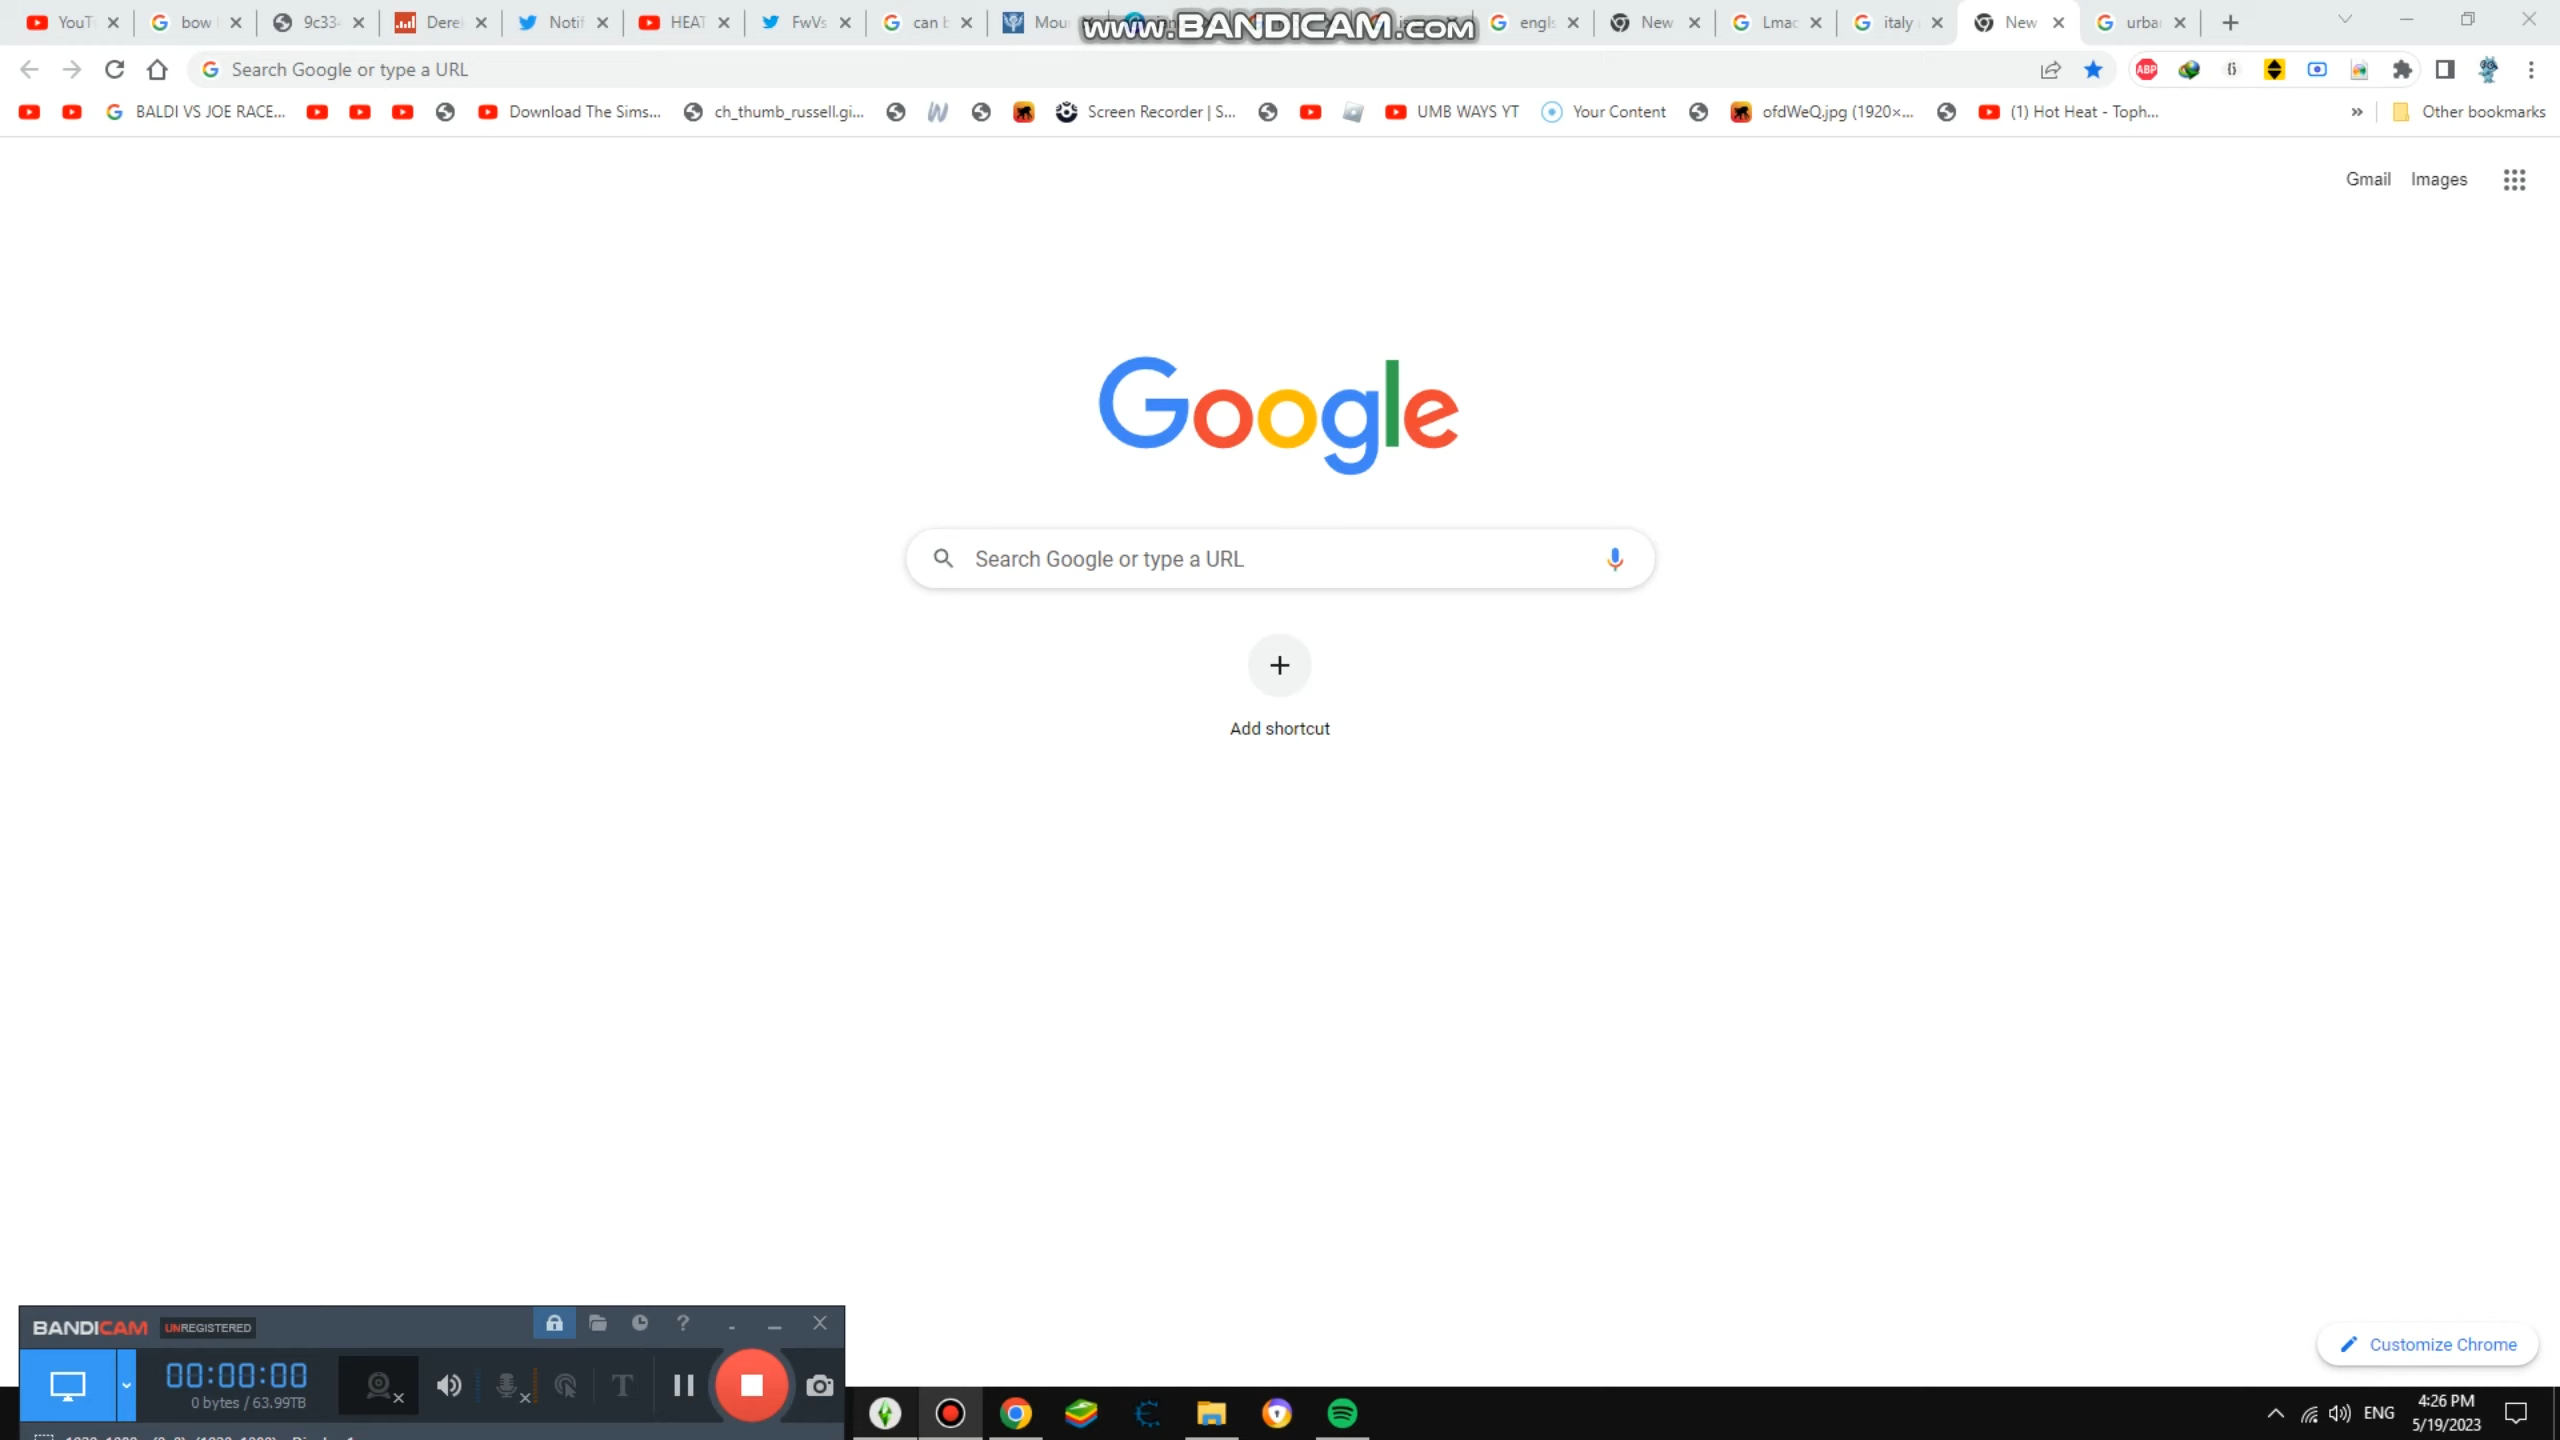 YouT
bow
9c33
Dere
Notif
HEAT
FwVs
can b
Mou
www.BANDICAM.com
engls
New
Lmac
italy
New
urba
Search Google or type a URL
ABP
BALDI VS JOE RACE...
Download The Sims...
ch_thumb_russell.gi...
Screen Recorder | S...
UMB WAYS YT
Your Content
ofdWeQ.jpg (1920×...
(1) Hot Heat - Toph...
»
Other bookmarks
Gmail
Images
Google
Search Google or type a URL
Add shortcut
Customize Chrome
BANDICAM UNREGISTERED
00:00:00
0 bytes / 63.99TB
ENG
4:26 PM
5/19/2023